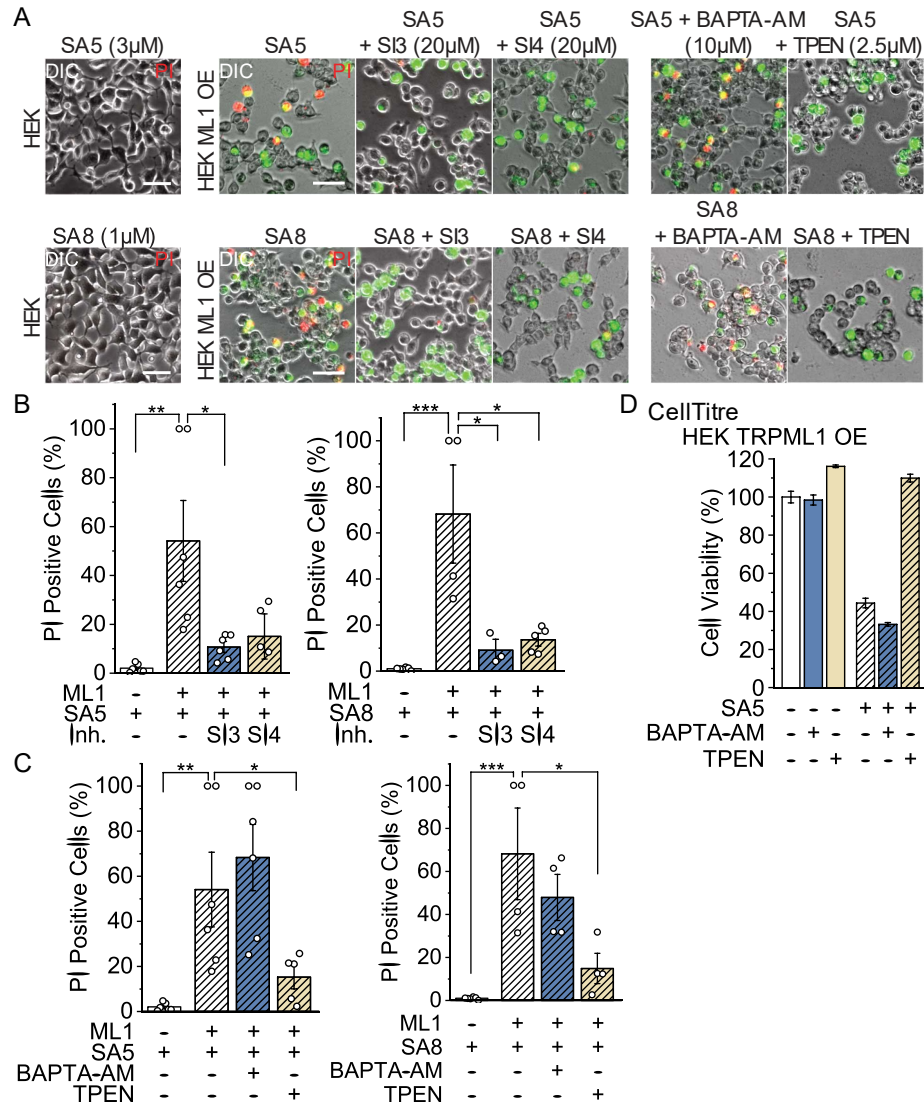 A
SA5 (3µM)
SA5
SA5
+ SI3 (20µM)
SA5
+ SI4 (20µM)
SA5 + BAPTA-AM
(10µM)
SA5
+ TPEN (2.5µM)
HEK
DIC
PI
HEK ML1 OE
DIC
PI
SA8 (1µM)
SA8
SA8 + SI3
SA8 + SI4
SA8
+ BAPTA-AM
SA8 + TPEN
HEK
DIC
PI
HEK ML1 OE
DIC
PI
B
PI Positive Cells (%)
100
80
60
40
20
0
** *
ML1 - + + +
SA5 + + + +
Inh. - - SI3 SI4
PI Positive Cells (%)
100
80
60
40
20
0
*** * *
ML1 - + + +
SA8 + + + +
Inh. - - SI3 SI4
C
PI Positive Cells (%)
100
80
60
40
20
0
** *
ML1 - + + +
SA5 + + + +
BAPTA-AM - - + -
TPEN - - - +
PI Positive Cells (%)
100
80
60
40
20
0
*** *
ML1 - + + +
SA8 + + + +
BAPTA-AM - - + -
TPEN - - - +
D
CellTitre
HEK TRPML1 OE
Cell Viability (%)
120
100
80
60
40
20
0
SA5 - - - + + +
BAPTA-AM - + - - + -
TPEN - - + - - +